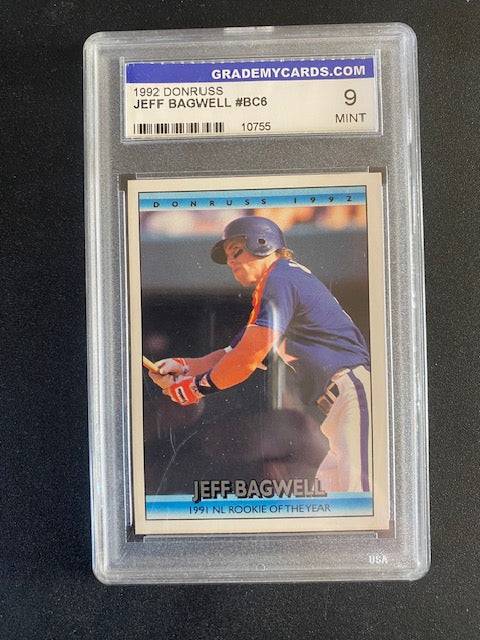 GRADEMYCARDS.COM
1992 DONRUSS
JEFF BAGWELL #BC6
9
MINT
10755
DONRUSS 1992
JEFF BAGWELL
1991 NL ROOKIE OF THE YEAR
USA